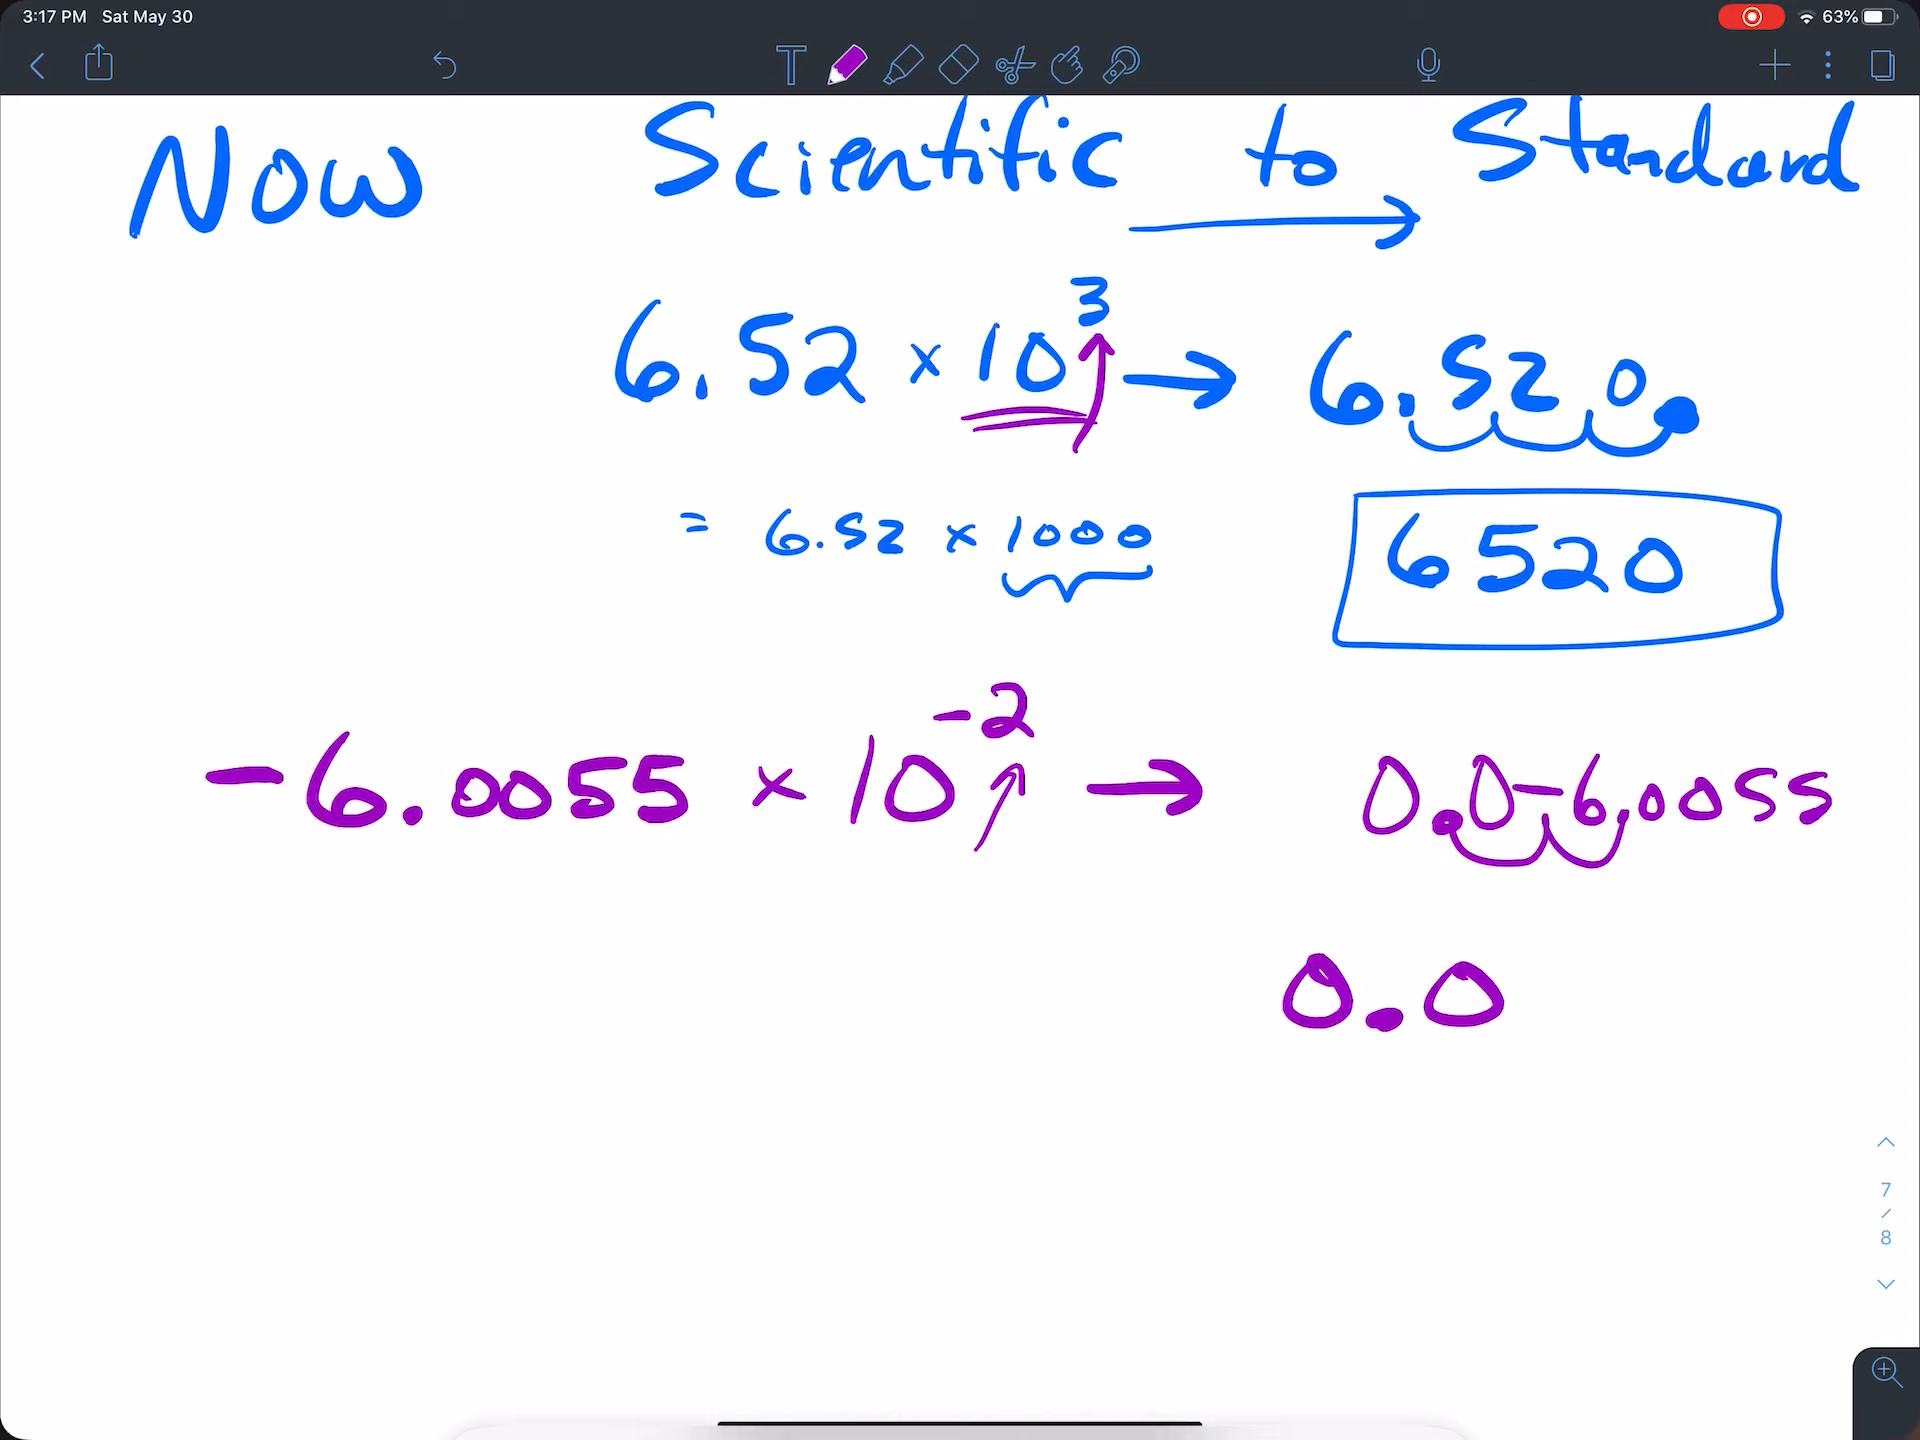 3:17 PM Sat May 30 63%
T
Now Scientific to Standard
6.52 × 10³ → 6.520.
= 6.52 × 1000 6520
-6.0055 × 10⁻² → 0.0-6.0055
0.0
7
/
8